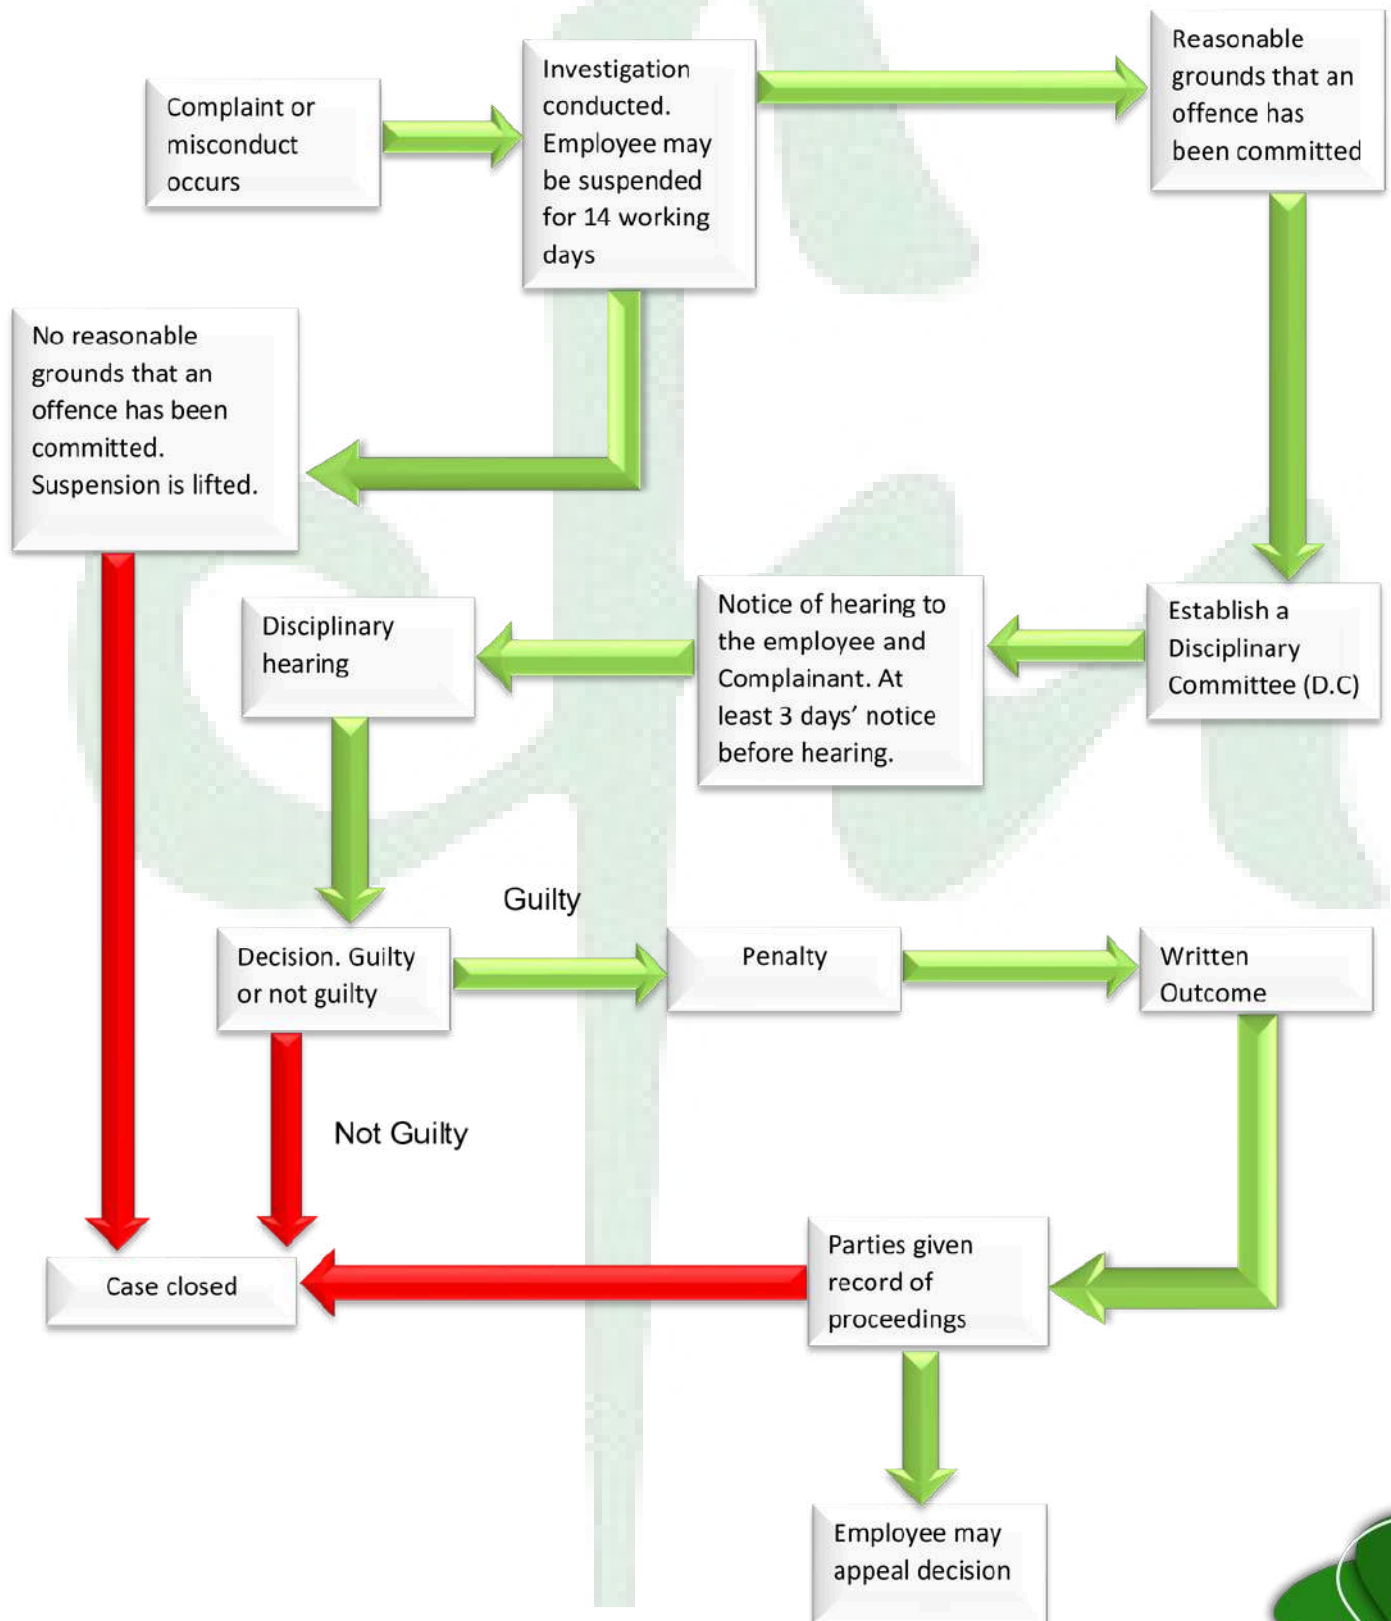 Complaint or
misconduct
occurs
Investigation
conducted.
Employee may
be suspended
for 14 working
days
Reasonable
grounds that an
offence has
been committed
No reasonable
grounds that an
offence has been
committed.
Suspension is lifted.
Establish a
Disciplinary
Committee (D.C)
Notice of hearing to
the employee and
Complainant. At
least 3 days’ notice
before hearing.
Disciplinary
hearing
Decision. Guilty
or not guilty
Guilty
Penalty
Written
Outcome
Not Guilty
Parties given
record of
proceedings
Case closed
Employee may
appeal decision